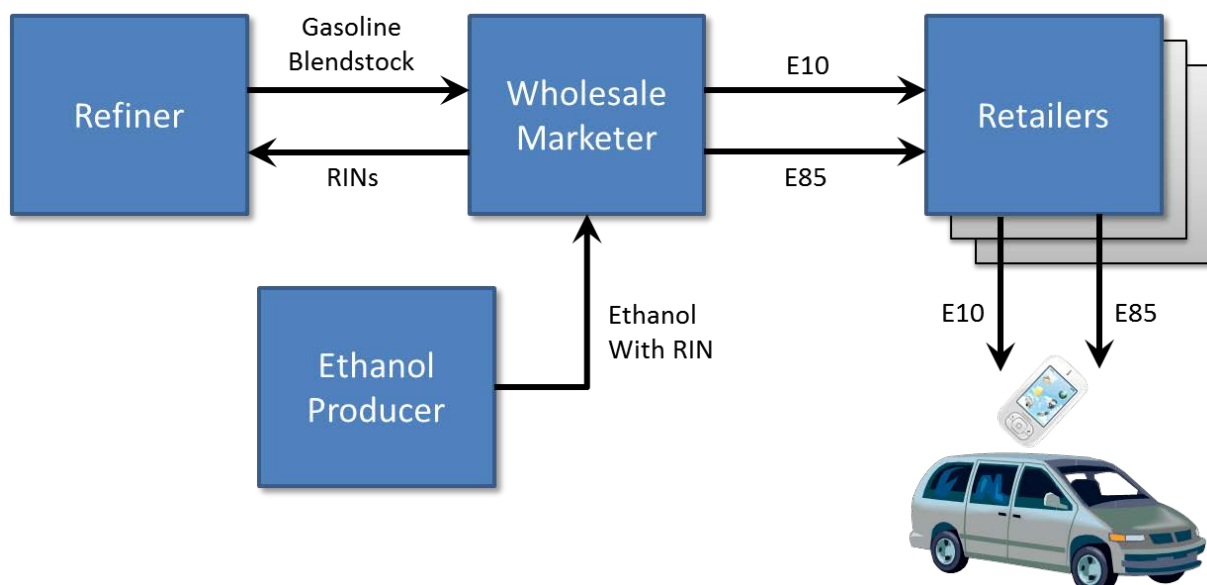 Gasoline
Blendstock
Refiner
RINs
Wholesale
Marketer
E10
E85
Retailers
Ethanol
Producer
Ethanol
With RIN
E10
E85